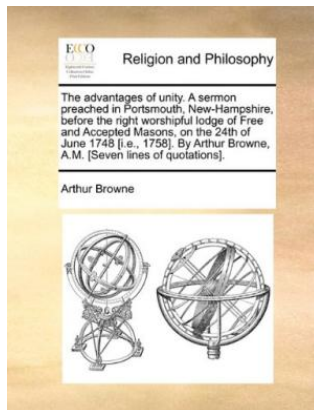 ECCO
Religion and Philosophy
The advantages of unity. A sermon
preached in Portsmouth, New-Hampshire,
before the right worshipful lodge of Free
and Accepted Masons, on the 24th of
June 1748 [i.e., 1758]. By Arthur Browne,
A.M. [Seven lines of quotations].
Arthur Browne